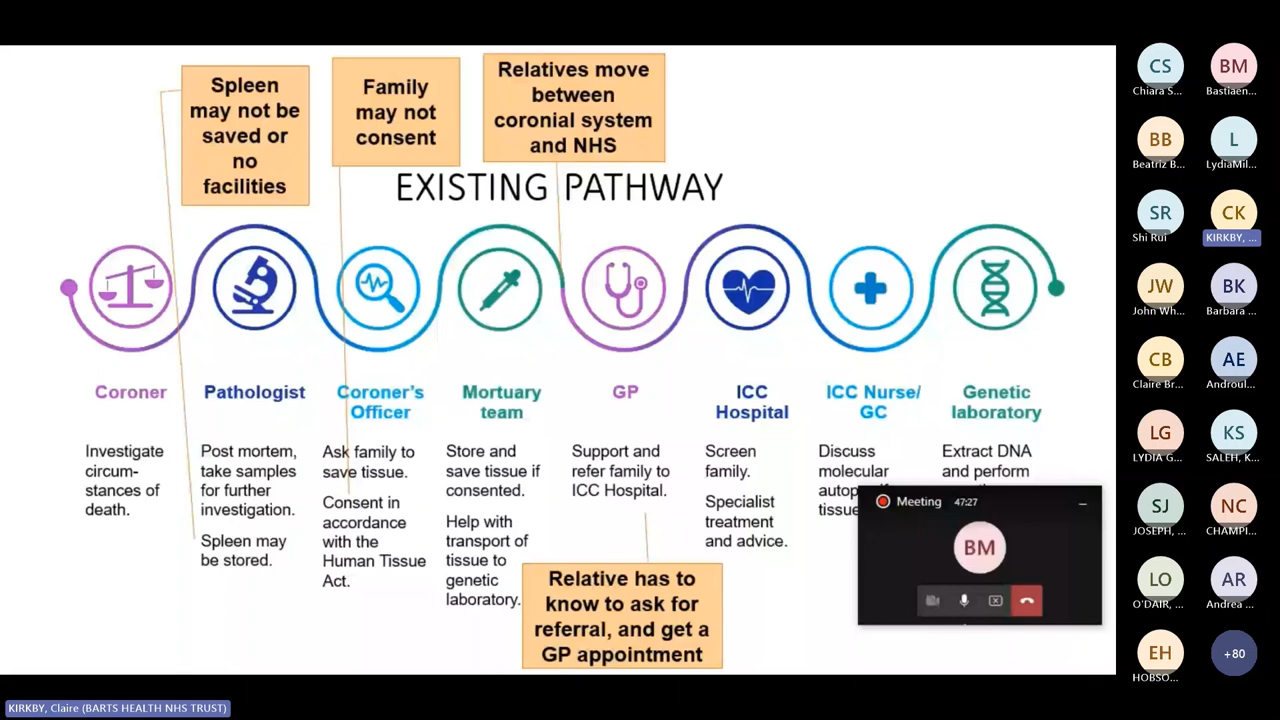 Spleen
may not be
saved or
no
facilities
Family
may not
consent
Relatives move
between
coronial system
and NHS
EXISTING PATHWAY
Coroner
Investigate
circum-
stances of
death.
Pathologist
Post mortem,
take samples
for further
investigation.
Spleen may
be stored.
Coroner's
Officer
Ask family to
save tissue.
Consent in
accordance
with the
Human Tissue
Act.
Mortuary
team
Store and
save tissue if
consented.
Help with
transport of
tissue to
genetic
laboratory.
GP
Support and
refer family to
ICC Hospital.
Relative has to
know to ask for
referral, and get a
GP appointment
ICC
Hospital
Screen
family.
Specialist
treatment
and advice.
ICC Nurse/
GC
Discuss
molecular
Genetic
laboratory
Extract DNA
and perform
Meeting 47:27
BM
CS
Chiara S...
BM
Bastiaen...
BB
Beatriz B...
L
LydiaMil...
SR
Shi Rui
CK
KIRKBY, ...
JW
John Wh...
BK
Barbara ...
CB
Claire Br...
AE
Androul...
LG
LYDIA G...
KS
SALEH, K...
SJ
JOSEPH, ...
NC
CHAMPI...
LO
O'DAIR, ...
AR
Andrea ...
EH
HOBSO...
+80
KIRKBY, Claire (BARTS HEALTH NHS TRUST)